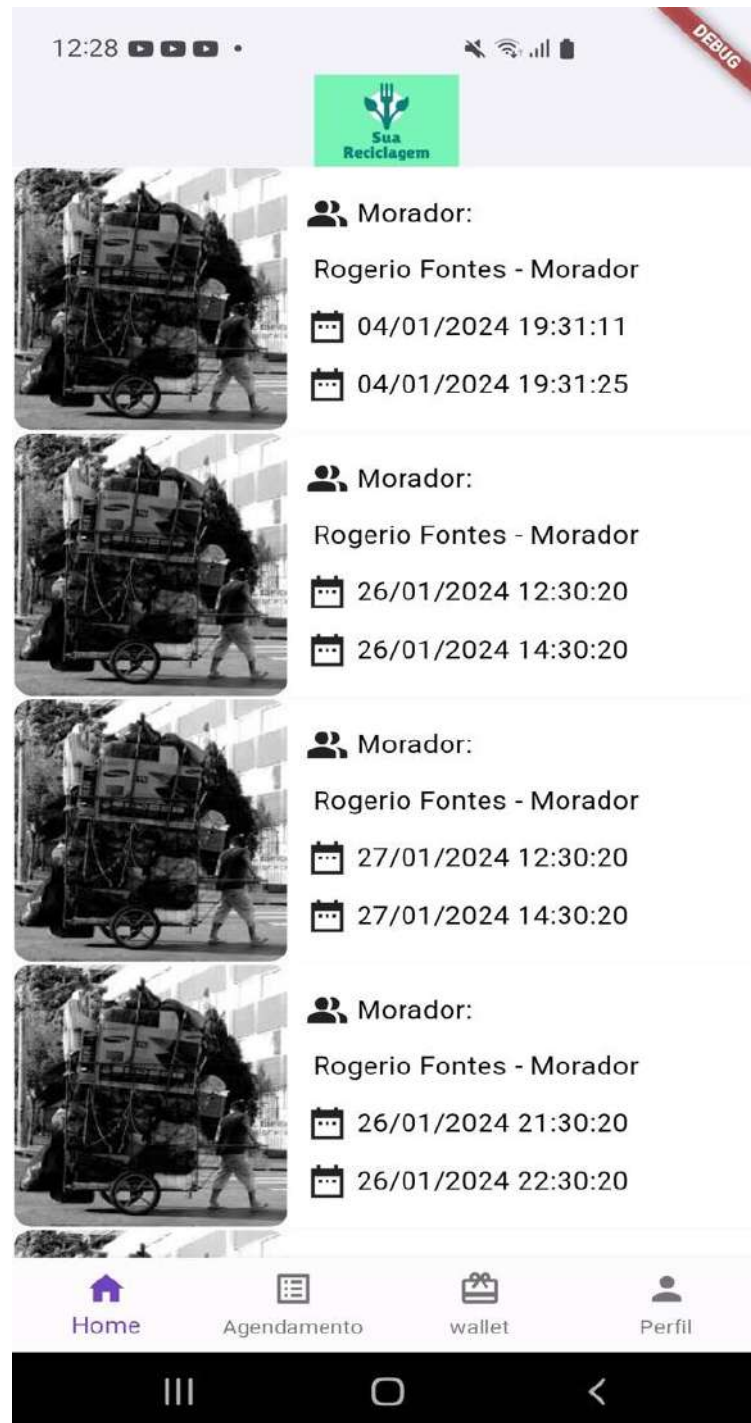 12:28
DEBUG
Sua
Reciclagem
Morador:
Rogerio Fontes - Morador
04/01/2024 19:31:11
04/01/2024 19:31:25
Morador:
Rogerio Fontes - Morador
26/01/2024 12:30:20
26/01/2024 14:30:20
Morador:
Rogerio Fontes - Morador
27/01/2024 12:30:20
27/01/2024 14:30:20
Morador:
Rogerio Fontes - Morador
26/01/2024 21:30:20
26/01/2024 22:30:20
Home
Agendamento
wallet
Perfil